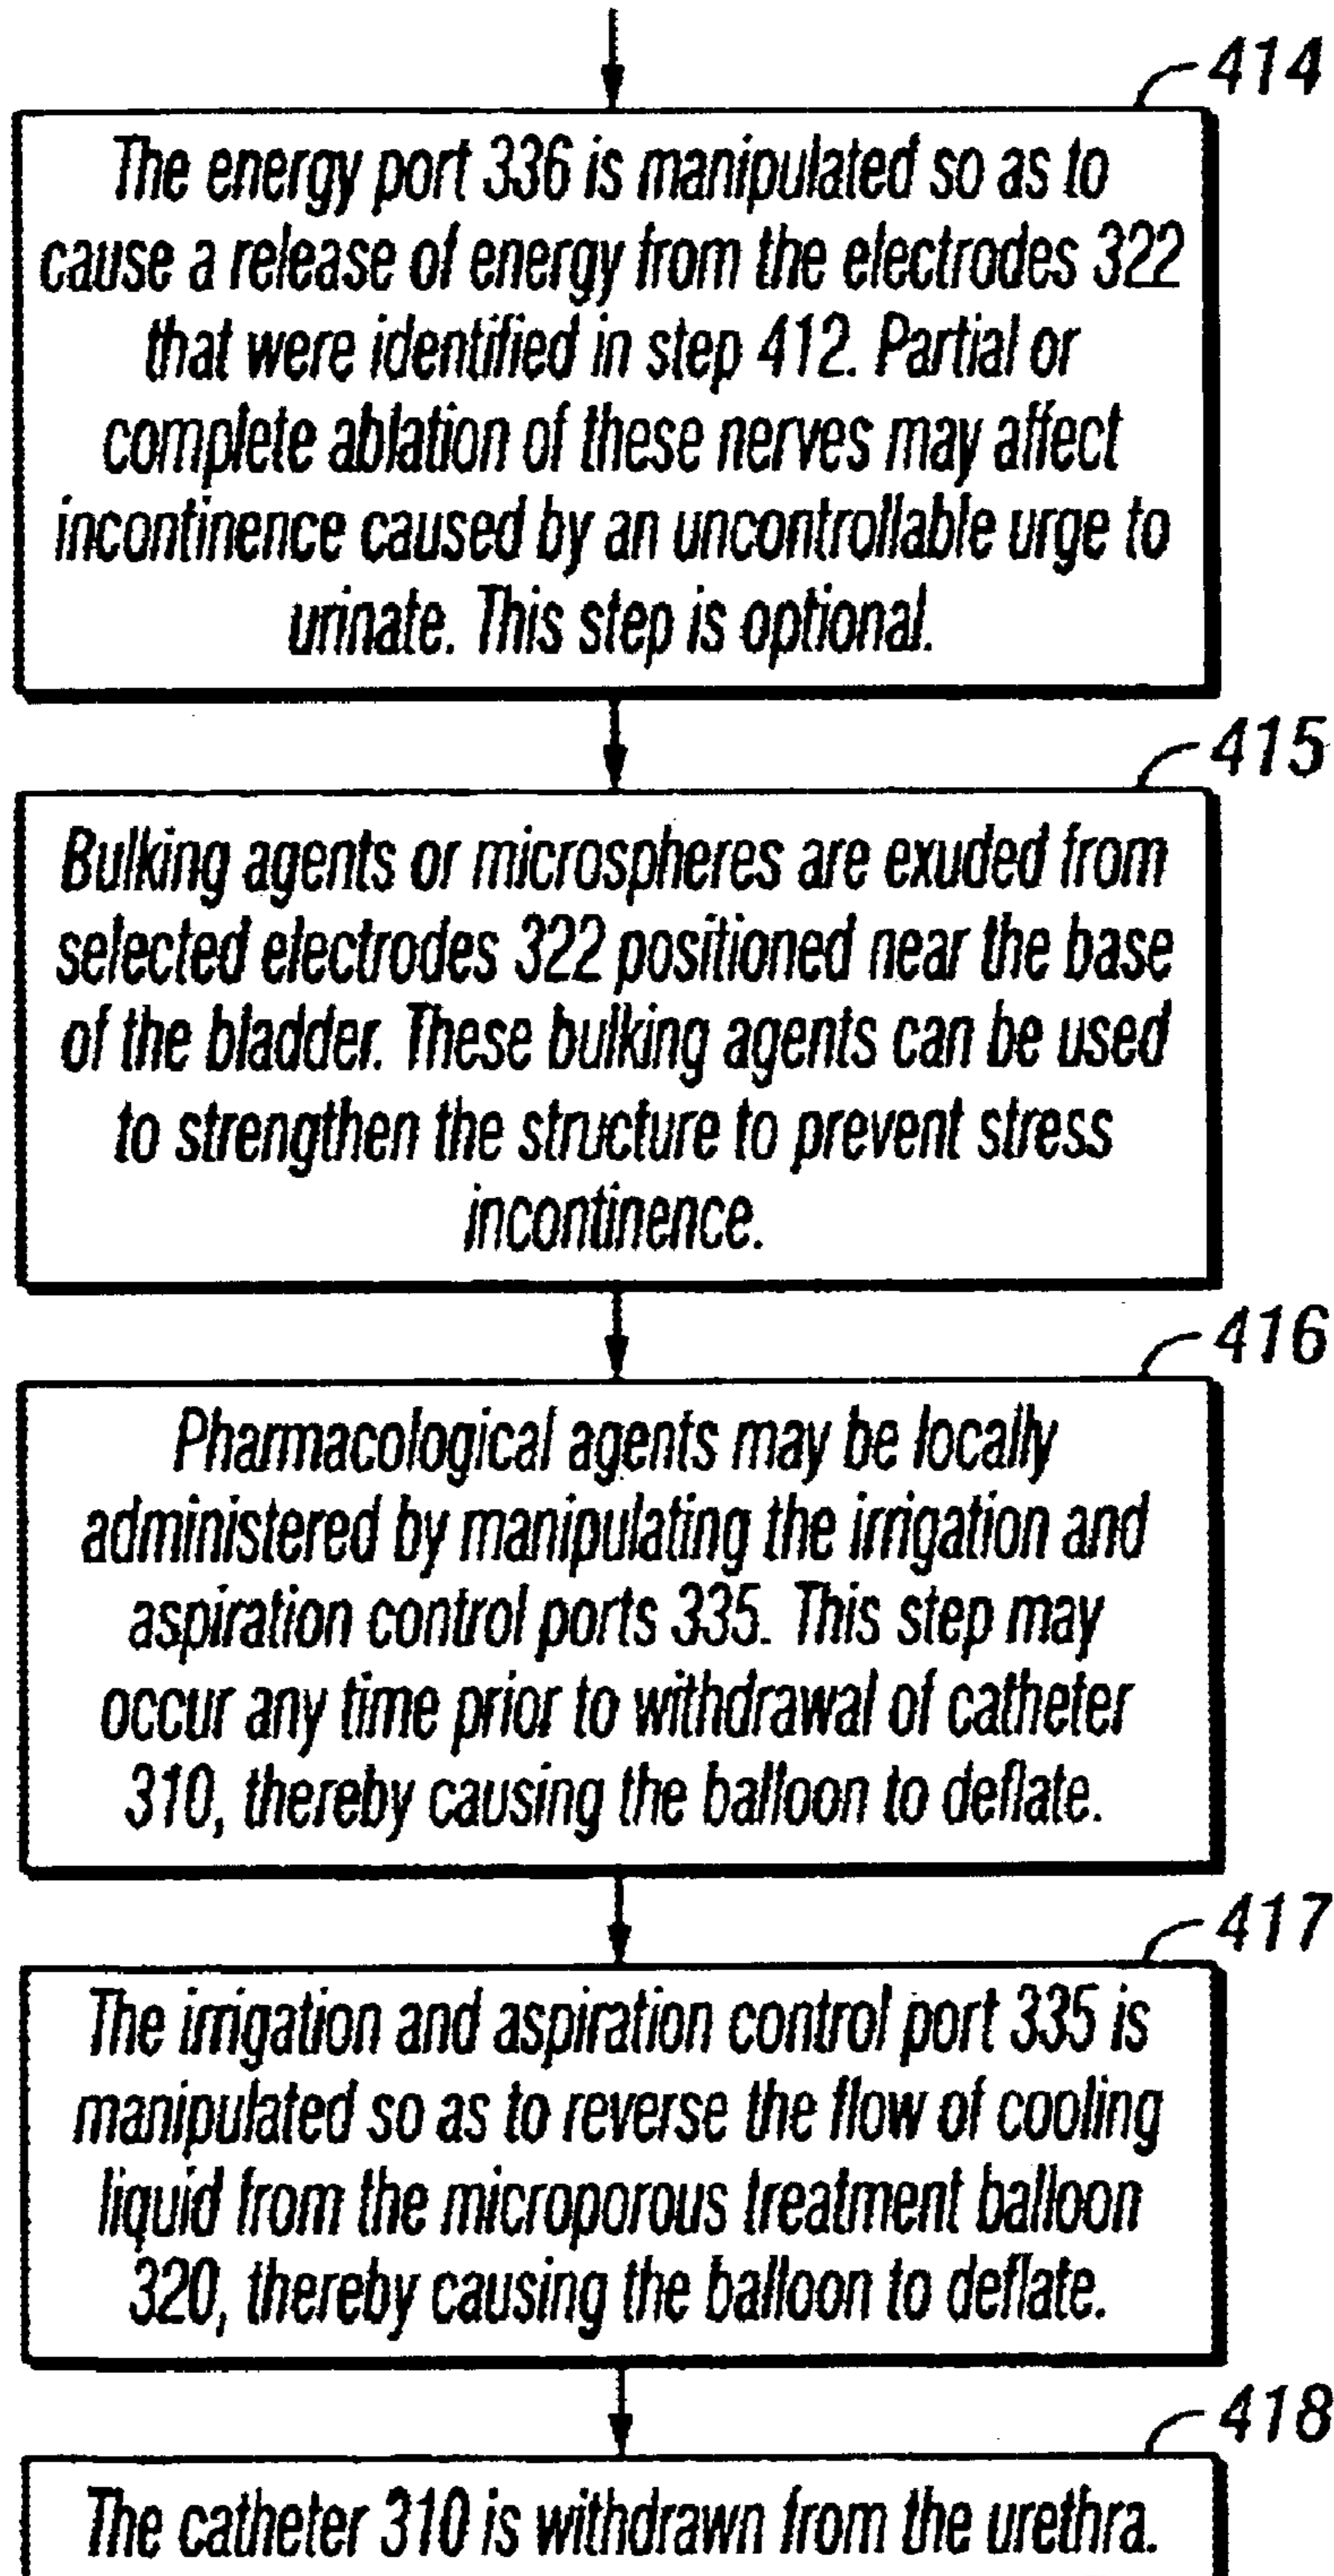 414
The energy port 336 is manipulated so as to
cause a release of energy from the electrodes 322
that were identified in step 412. Partial or
complete ablation of these nerves may affect
incontinence caused by an uncontrollable urge to
urinate. This step is optional.
415
Bulking agents or microspheres are exuded from
selected electrodes 322 positioned near the base
of the bladder. These bulking agents can be used
to strengthen the structure to prevent stress
incontinence.
416
Pharmacological agents may be locally
administered by manipulating the irrigation and
aspiration control ports 335. This step may
occur any time prior to withdrawal of catheter
310, thereby causing the balloon to deflate.
417
The irrigation and aspiration control port 335 is
manipulated so as to reverse the flow of cooling
liquid from the microporous treatment balloon
320, thereby causing the balloon to deflate.
418
The catheter 310 is withdrawn from the urethra.